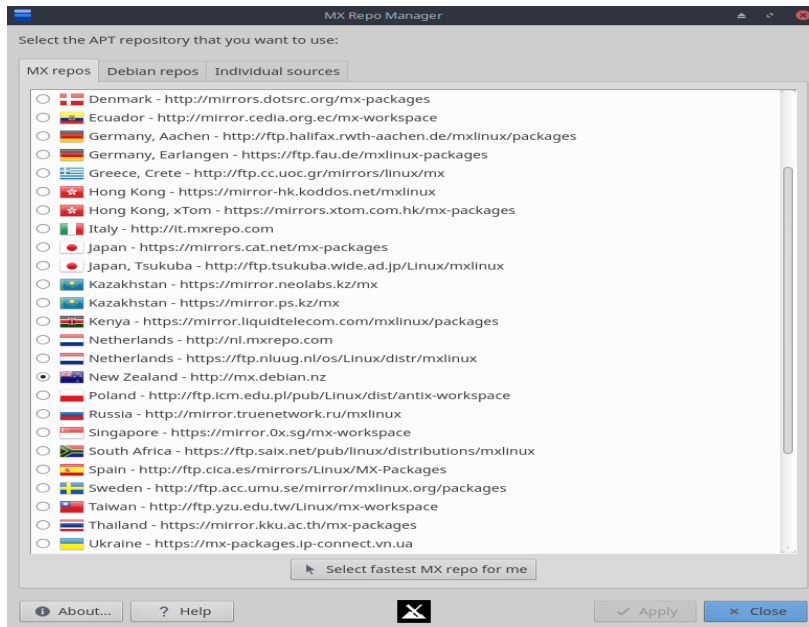 MX Repo Manager
Select the APT repository that you want to use:
MX repos Debian repos Individual sources
Denmark - http://mirrors.dotsrc.org/mx-packages
Ecuador - http://mirror.cedia.org.ec/mx-workspace
Germany, Aachen - http://ftp.halifax.rwth-aachen.de/mxlinux/packages
Germany, Earlangen - https://ftp.fau.de/mxlinux-packages
Greece, Crete - http://ftp.cc.uoc.gr/mirrors/linux/mx
Hong Kong - https://mirror-hk.koddos.net/mxlinux
Hong Kong, xTom - https://mirrors.xtom.com.hk/mx-packages
Italy - http://it.mxrepo.com
Japan - https://mirrors.cat.net/mx-packages
Japan, Tsukuba - http://ftp.tsukuba.wide.ad.jp/Linux/mxlinux
Kazakhstan - https://mirror.neolabs.kz/mx
Kazakhstan - https://mirror.ps.kz/mx
Kenya - https://mirror.liquidtelecom.com/mxlinux/packages
Netherlands - http://nl.mxrepo.com
Netherlands - https://ftp.nluug.nl/os/Linux/distr/mxlinux
New Zealand - http://mx.debian.nz
Poland - http://ftp.icm.edu.pl/pub/Linux/dist/antix-workspace
Russia - http://mirror.truenetwork.ru/mxlinux
Singapore - https://mirror.0x.sg/mx-workspace
South Africa - http://ftp.saix.net/pub/linux/distributions/mxlinux
Spain - http://ftp.cica.es/mirrors/Linux/MX-Packages
Sweden - http://ftp.acc.umu.se/mirror/mxlinux.org/packages
Taiwan - http://ftp.yzu.edu.tw/Linux/mx-workspace
Thailand - https://mirror.kku.ac.th/mx-packages
Ukraine - https://mx-packages.ip-connect.vn.ua
Select fastest MX repo for me
About... ? Help Apply Close